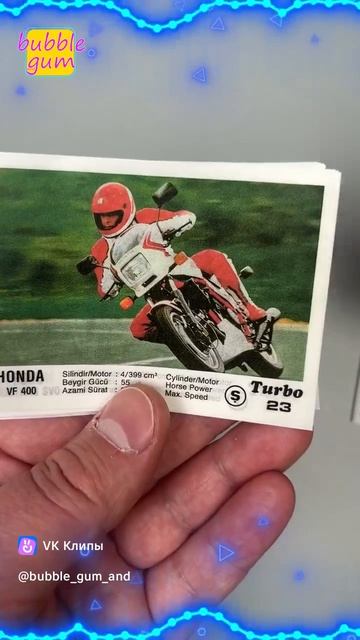 bubble
gum
HONDA
VF 400
Silindir/Motor : 4/399 cm³
Beygir Gücü : 55
Azami Sürat :
Cylinder/Motor
Horse Power
Max. Speed
S
Turbo
23
VK Клипы
@bubble_gum_and